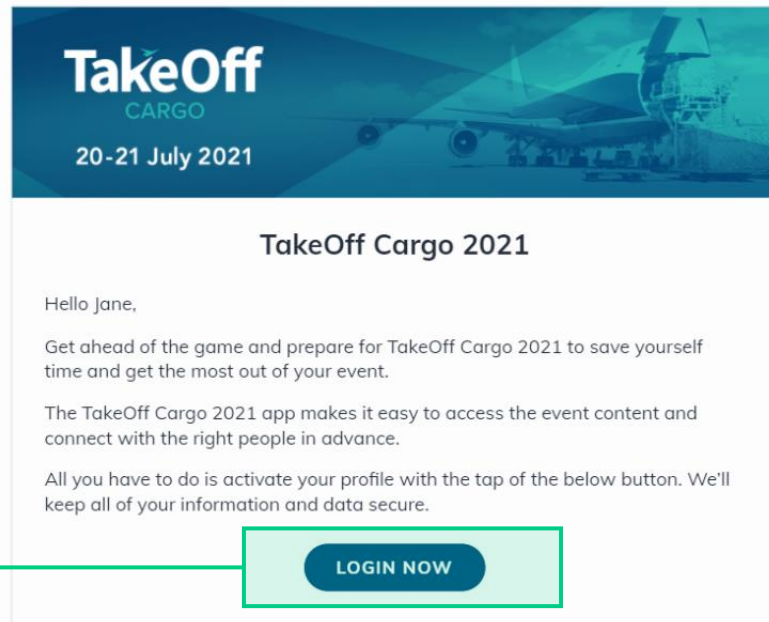 TakeOff
CARGO
20-21 July 2021
TakeOff Cargo 2021
Hello Jane,
Get ahead of the game and prepare for TakeOff Cargo 2021 to save yourself
time and get the most out of your event.
The TakeOff Cargo 2021 app makes it easy to access the event content and
connect with the right people in advance.
All you have to do is activate your profile with the tap of the below button. We’ll
keep all of your information and data secure.
LOGIN NOW